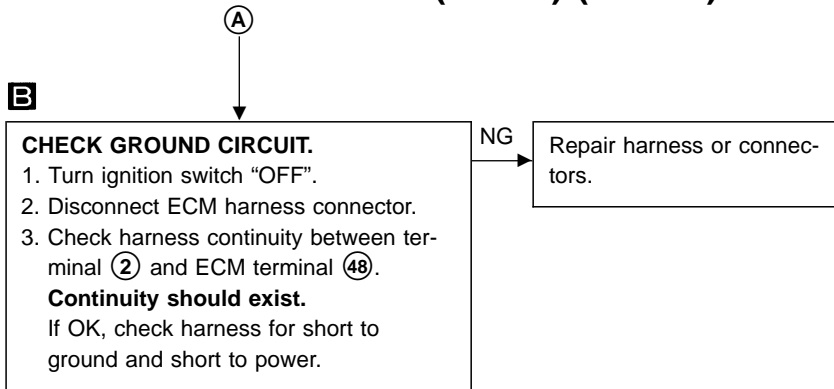 A
B
CHECK GROUND CIRCUIT.
1. Turn ignition switch “OFF”.
2. Disconnect ECM harness connector.
3. Check harness continuity between ter-
minal 2 and ECM terminal 48.
Continuity should exist.
If OK, check harness for short to
ground and short to power.
NG
Repair harness or connec-
tors.